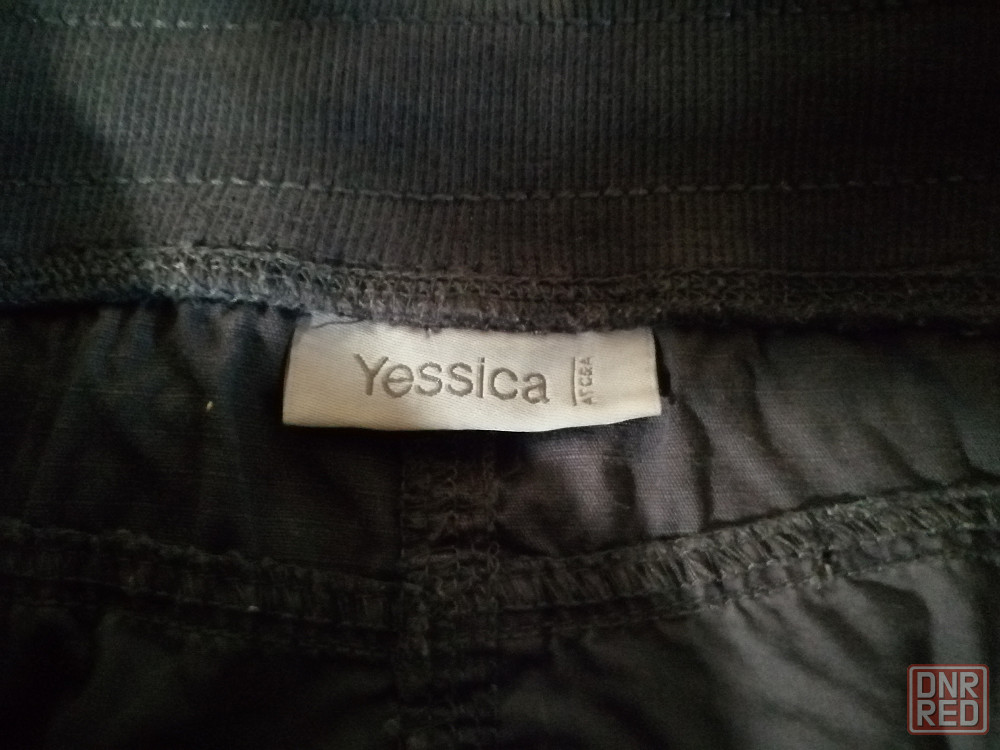 Yessica
AT C&A
DNR
RED